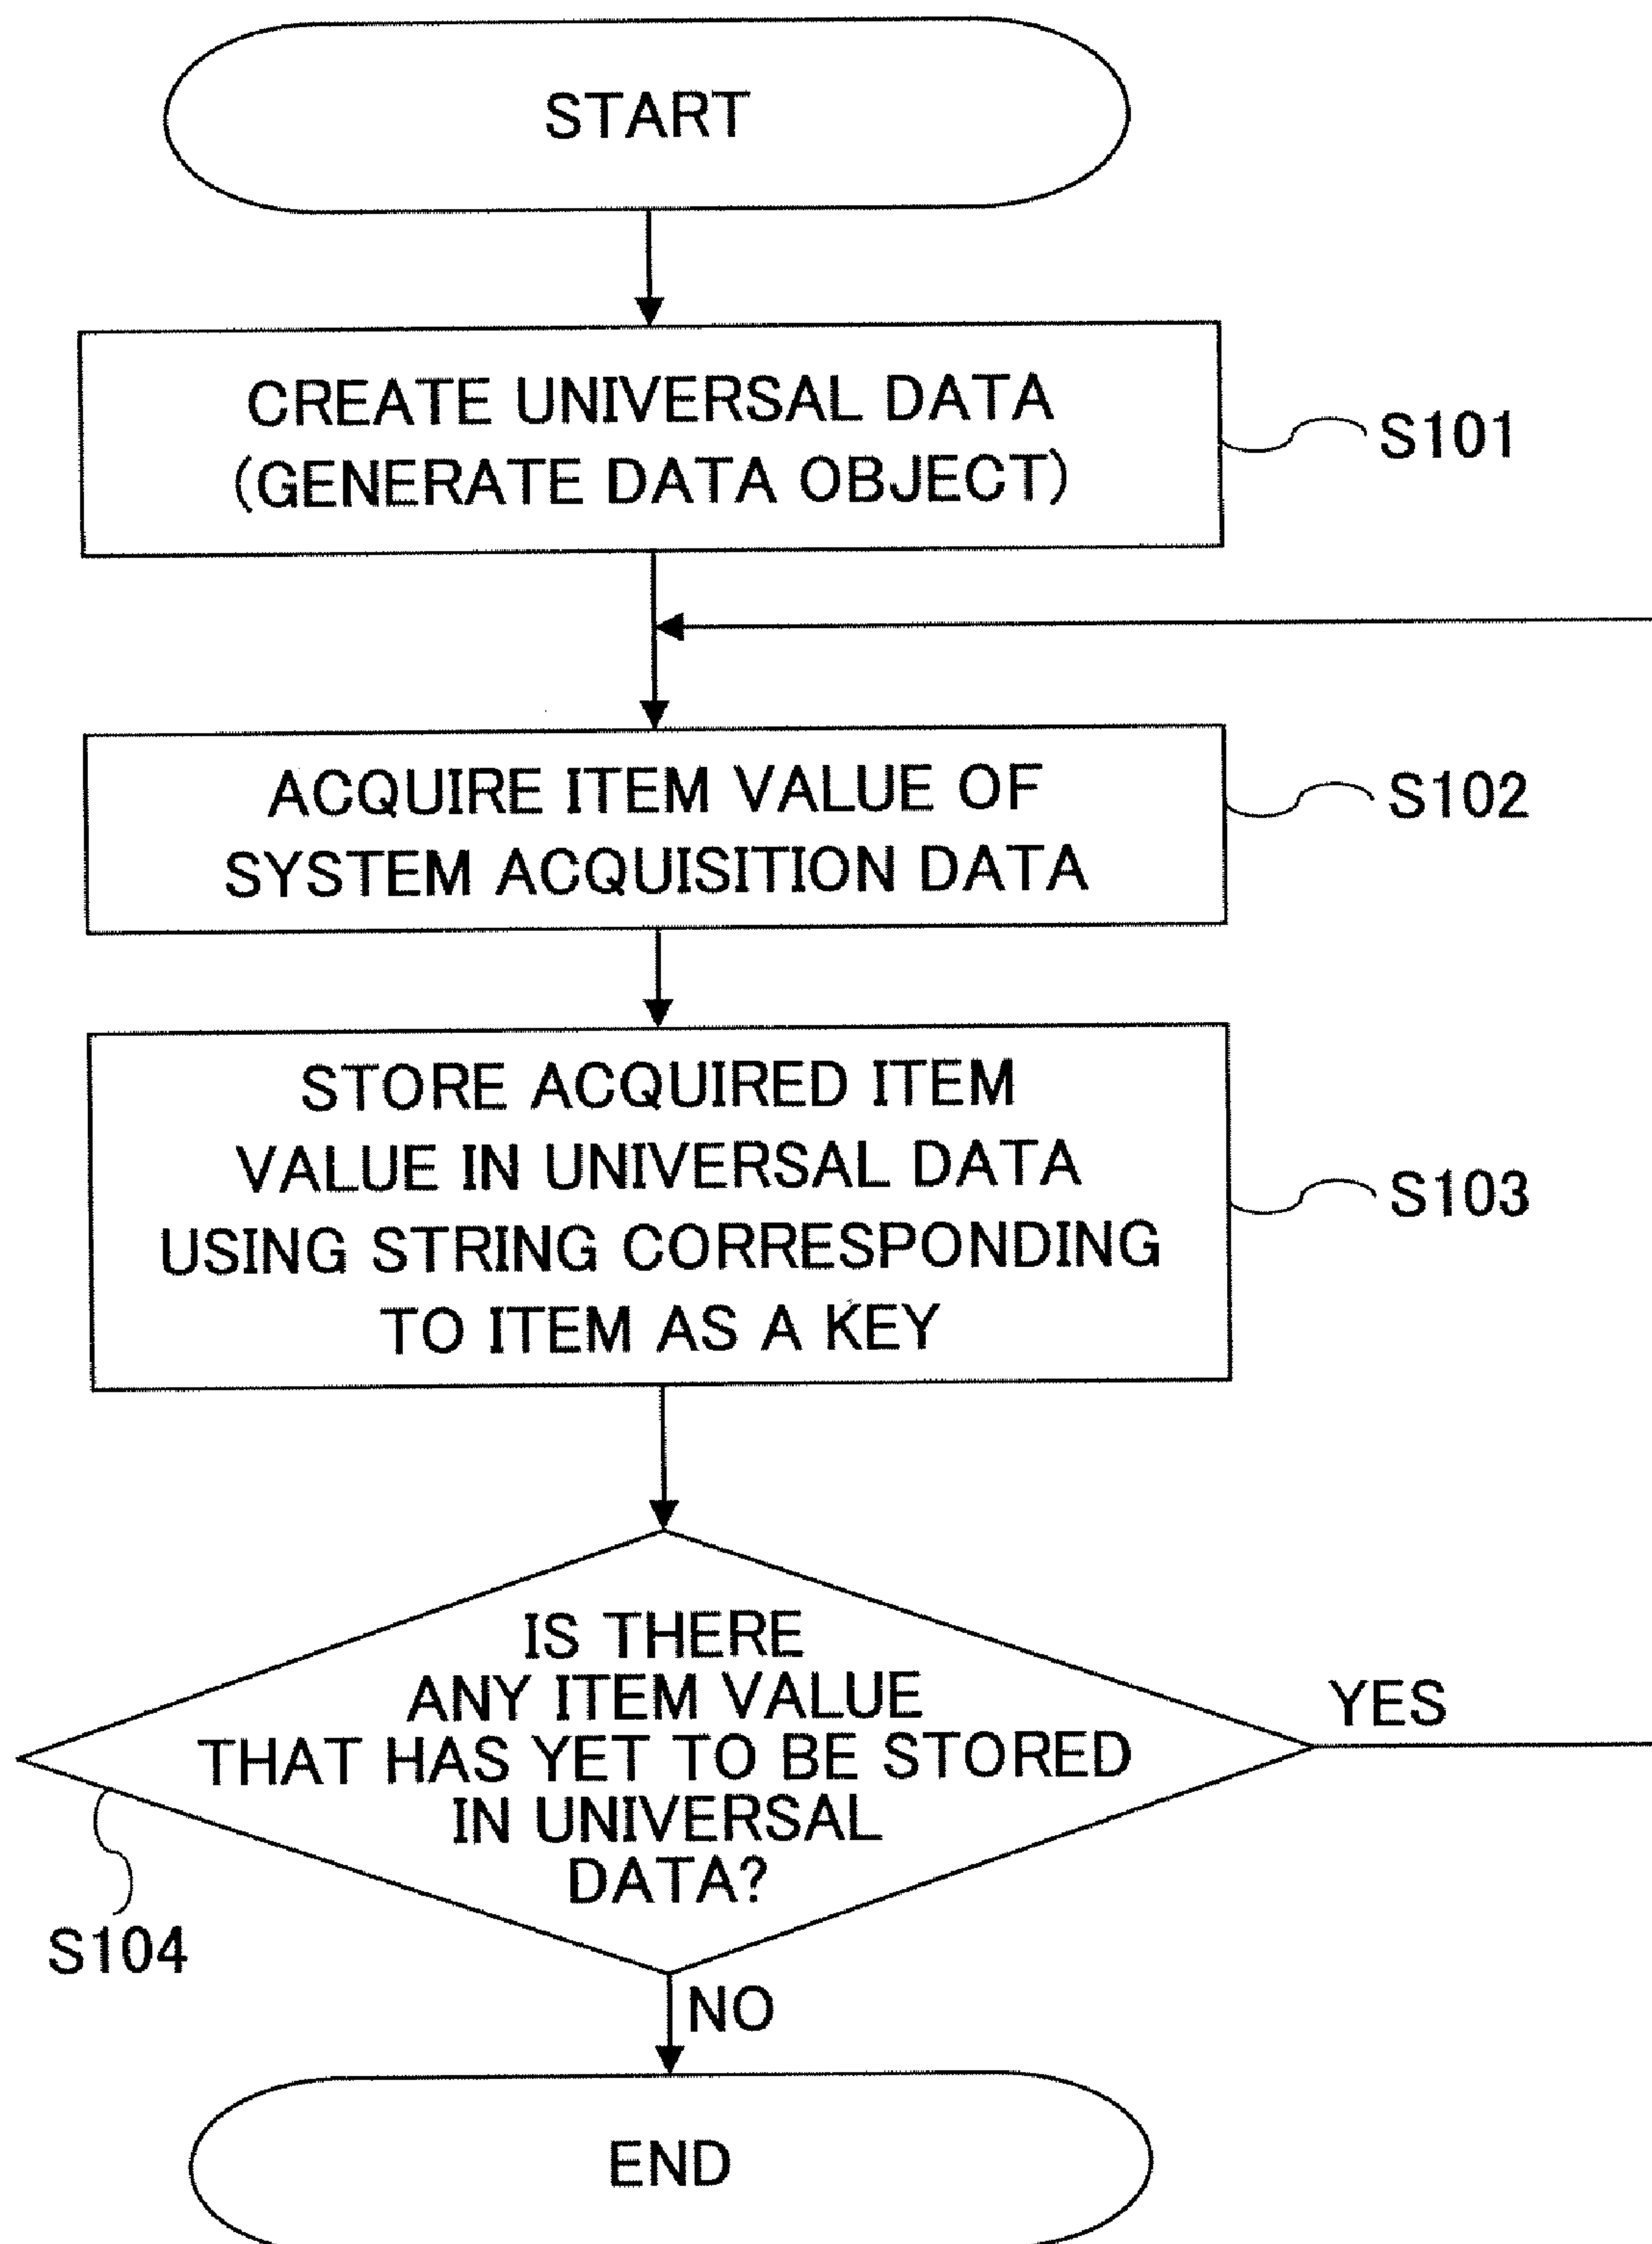 START
CREATE UNIVERSAL DATA
(GENERATE DATA OBJECT)
S101
ACQUIRE ITEM VALUE OF
SYSTEM ACQUISITION DATA
S102
STORE ACQUIRED ITEM
VALUE IN UNIVERSAL DATA
USING STRING CORRESPONDING
TO ITEM AS A KEY
S103
IS THERE
ANY ITEM VALUE
THAT HAS YET TO BE STORED
IN UNIVERSAL
DATA?
YES
S104
NO
END